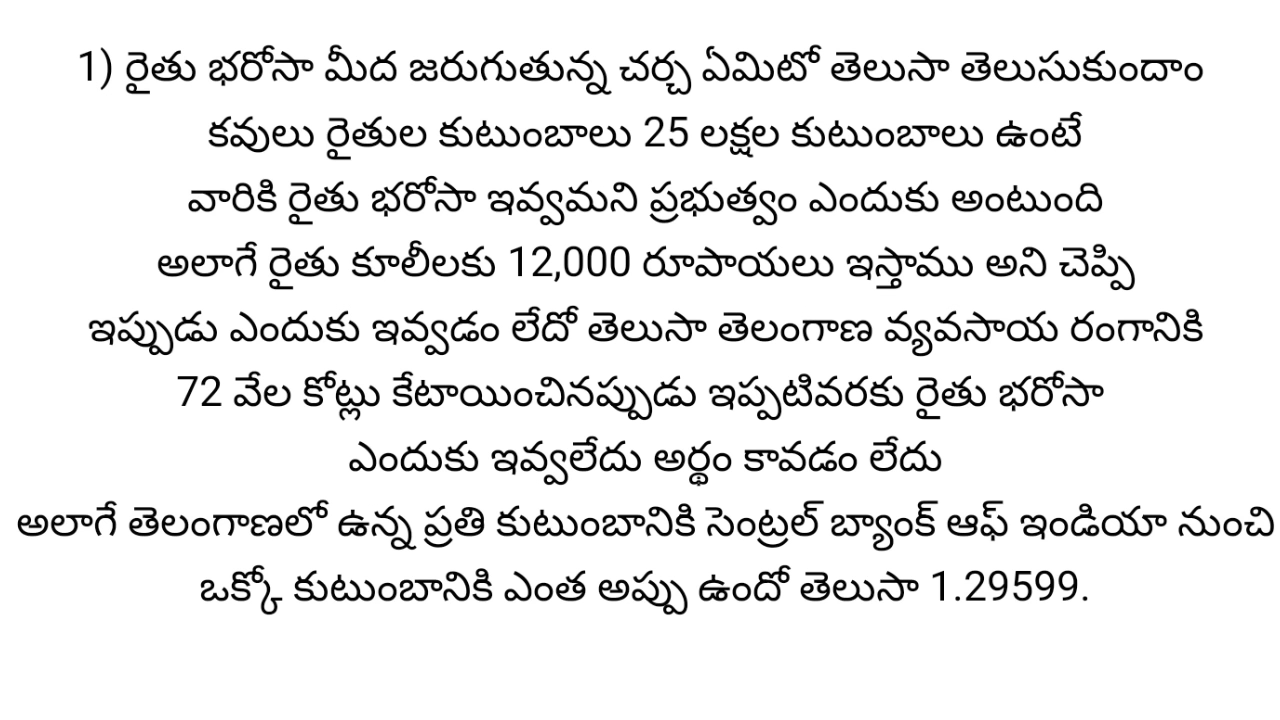 1) రైతు భరోసా మీద జరుగుతున్న చర్చ ఏమిటో తెలుసా తెలుసుకుందాం
కవులు రైతుల కుటుంబాలు 25 లక్షల కుటుంబాలు ఉంటే
వారికి రైతు భరోసా ఇవ్వమని ప్రభుత్వం ఎందుకు అంటుంది
అలాగే రైతు కూలీలకు 12,000 రూపాయలు ఇస్తాము అని చెప్పి
ఇప్పుడు ఎందుకు ఇవ్వడం లేదో తెలుసా తెలంగాణ వ్యవసాయ రంగానికి
72 వేల కోట్లు కేటాయించినప్పుడు ఇప్పటివరకు రైతు భరోసా
ఎందుకు ఇవ్వలేదు అర్థం కావడం లేదు
అలాగే తెలంగాణలో ఉన్న ప్రతి కుటుంబానికి సెంట్రల్ బ్యాంక్ ఆఫ్ ఇండియా నుంచి
ఒక్కో కుటుంబానికి ఎంత అప్పు ఉందో తెలుసా 1.29599.